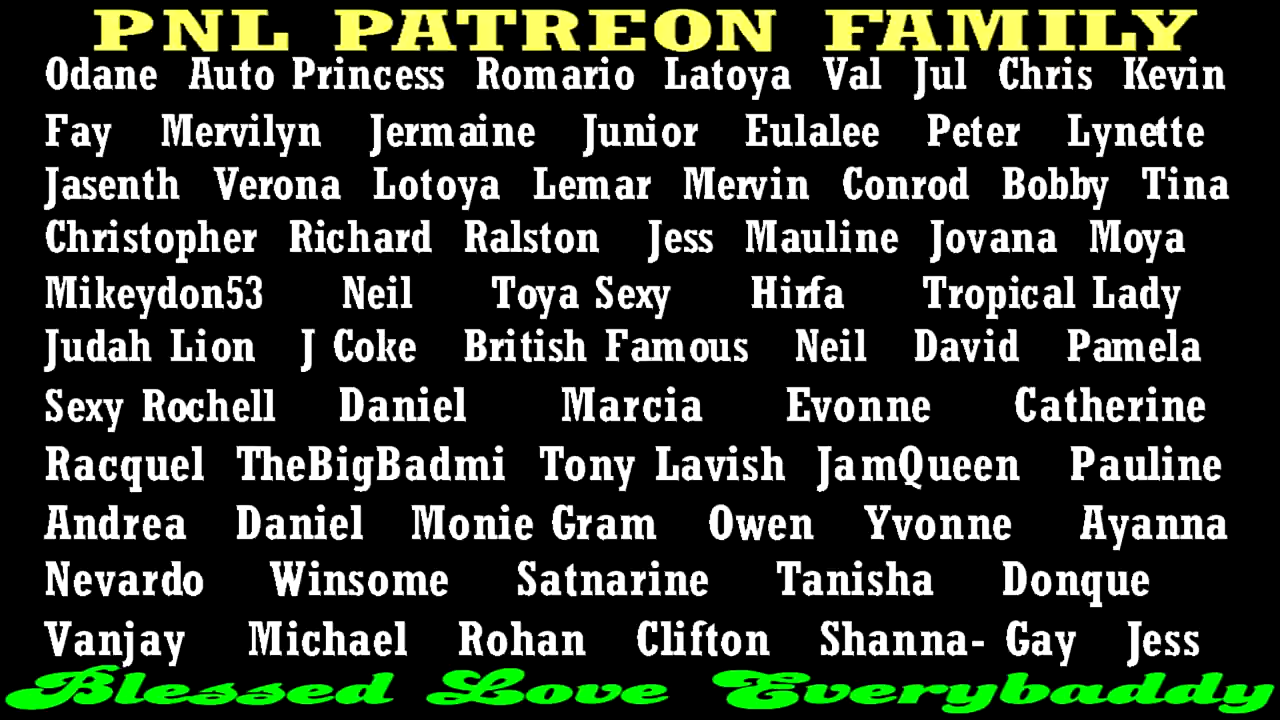 PNL PATREON FAMILY
Odane Auto Princess Romario Latoya Val Jul Chris Kevin
Fay Mervilyn Jermaine Junior Eulalee Peter Lynette
Jasenth Verona Lotoya Lemar Mervin Conrod Bobby Tina
Christopher Richard Ralston Jess Mauline Jovana Moya
Mikeydon53 Neil Toya Sexy Hirfa Tropical Lady
Judah Lion J Coke British Famous Neil David Pamela
Sexy Rochell Daniel Marcia Evonne Catherine
Racquel TheBigBadmi Tony Lavish JamQueen Pauline
Andrea Daniel Monie Gram Owen Yvonne Ayanna
Nevardo Winsome Satnarine Tanisha Donque
Vanjay Michael Rohan Clifton Shanna- Gay Jess
Blessed Love Everybaddy